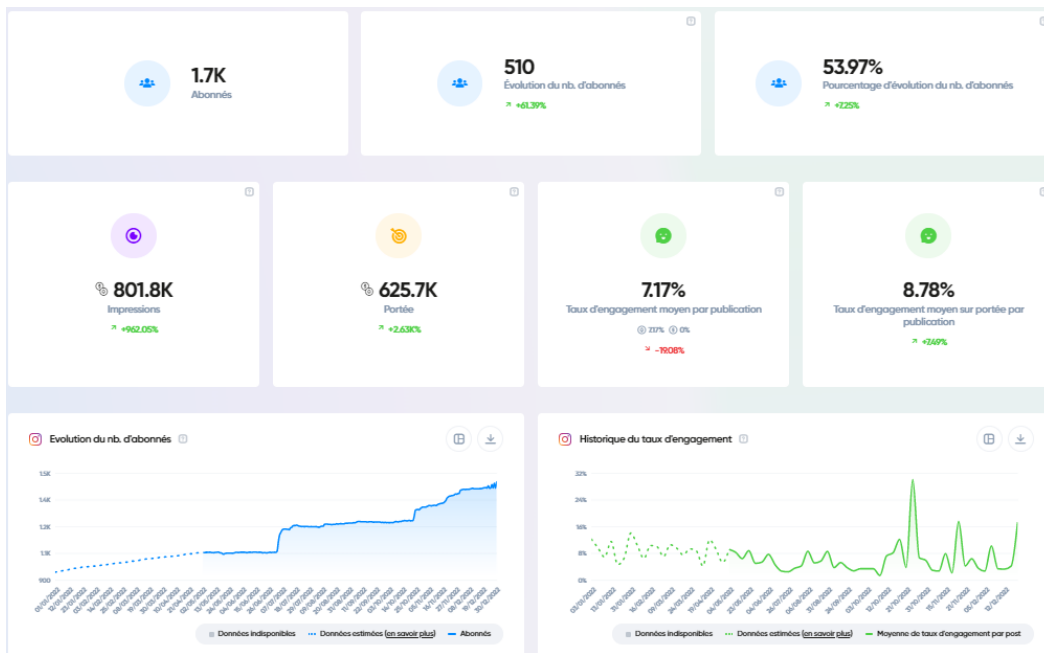 1.7K
Abonnés
510
Évolution du nb. d'abonnés
+61.39%
53.97%
Pourcentage d'évolution du nb. d'abonnés
+7.25%
801.8K
Impressions
+962.05%
625.7K
Portée
+2.63K%
7.17%
Taux d'engagement moyen par publication
7.17% 0%
-19.08%
8.78%
Taux d'engagement moyen sur portée par
publication
+7.49%
Evolution du nb. d'abonnés
1.5K
1.4K
1.2K
1.1K
900
Données indisponibles
Données estimées (en savoir plus)
Abonnés
Historique du taux d'engagement
32%
24%
16%
8%
0%
Données indisponibles
Données estimées (en savoir plus)
Moyenne de taux d'engagement par post